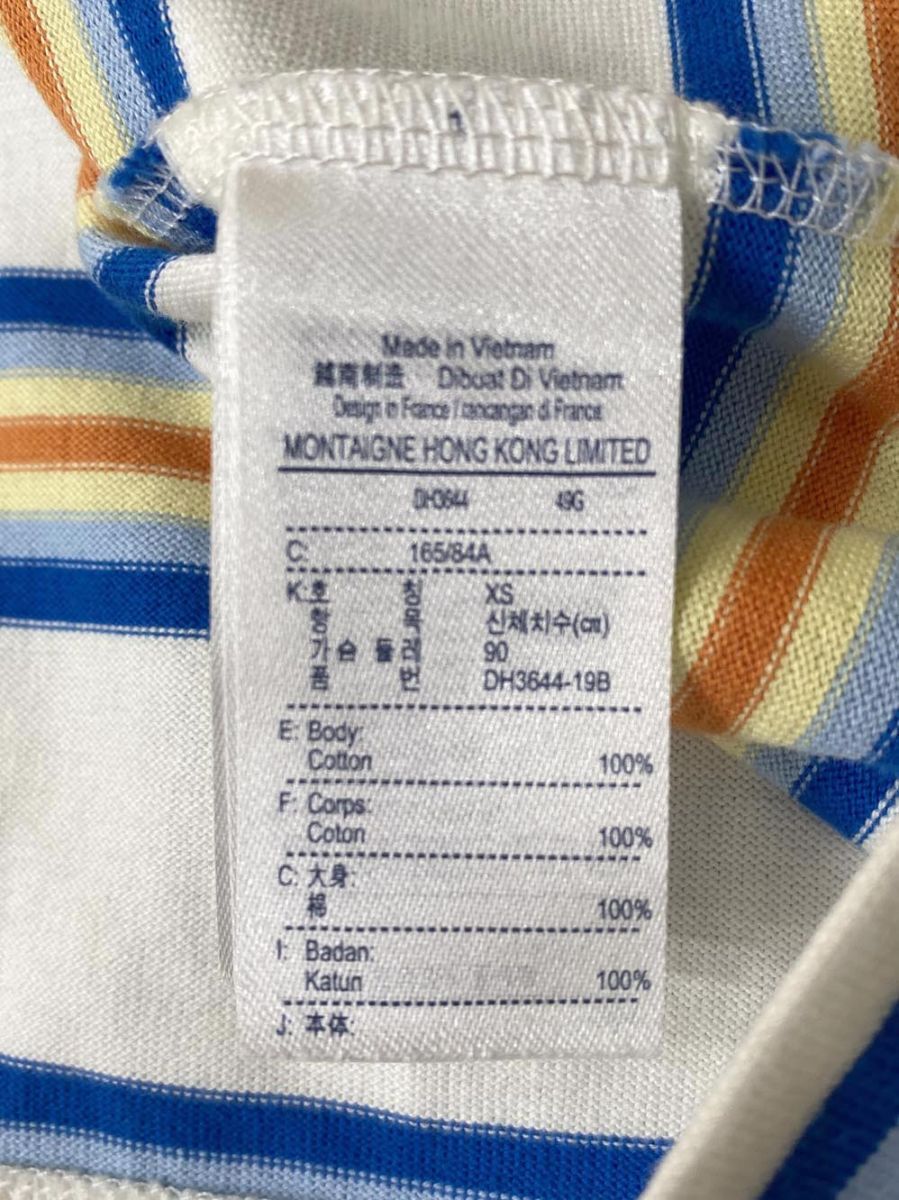 Made in Vietnam
越南制造 Dibuat Di Vietnam
Design in France / rancangan di France
MONTAIGNE HONG KONG LIMITED
DH3644 49G
C: 165/84A
K: 호 칭 XS
항 목 신체치수(㎝)
가 슴 둘 레 90
품 번 DH3644-19B
E: Body:
Cotton 100%
F: Corps:
Coton 100%
C: 大身:
棉 100%
I: Badan:
Katun 100%
J: 本体: